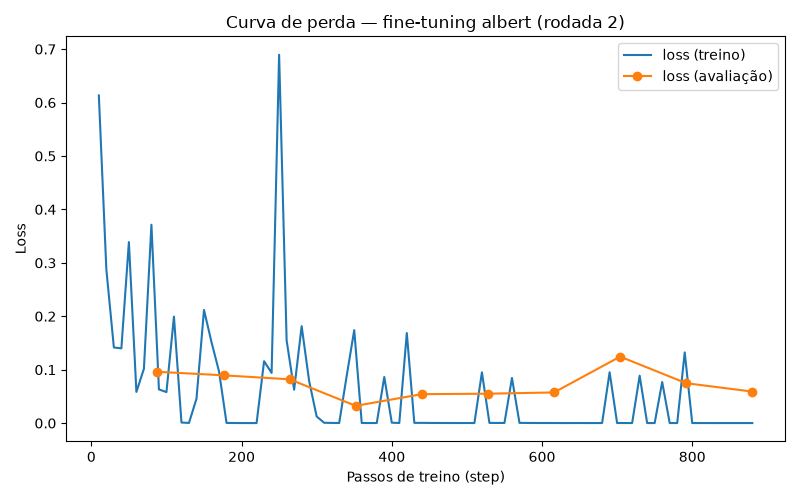 Curva de perda — fine-tuning albert (rodada 2)
loss (treino)
loss (avaliação)
Loss
0.7
0.6
0.5
0.4
0.3
0.2
0.1
0.0
0
200
400
600
800
Passos de treino (step)